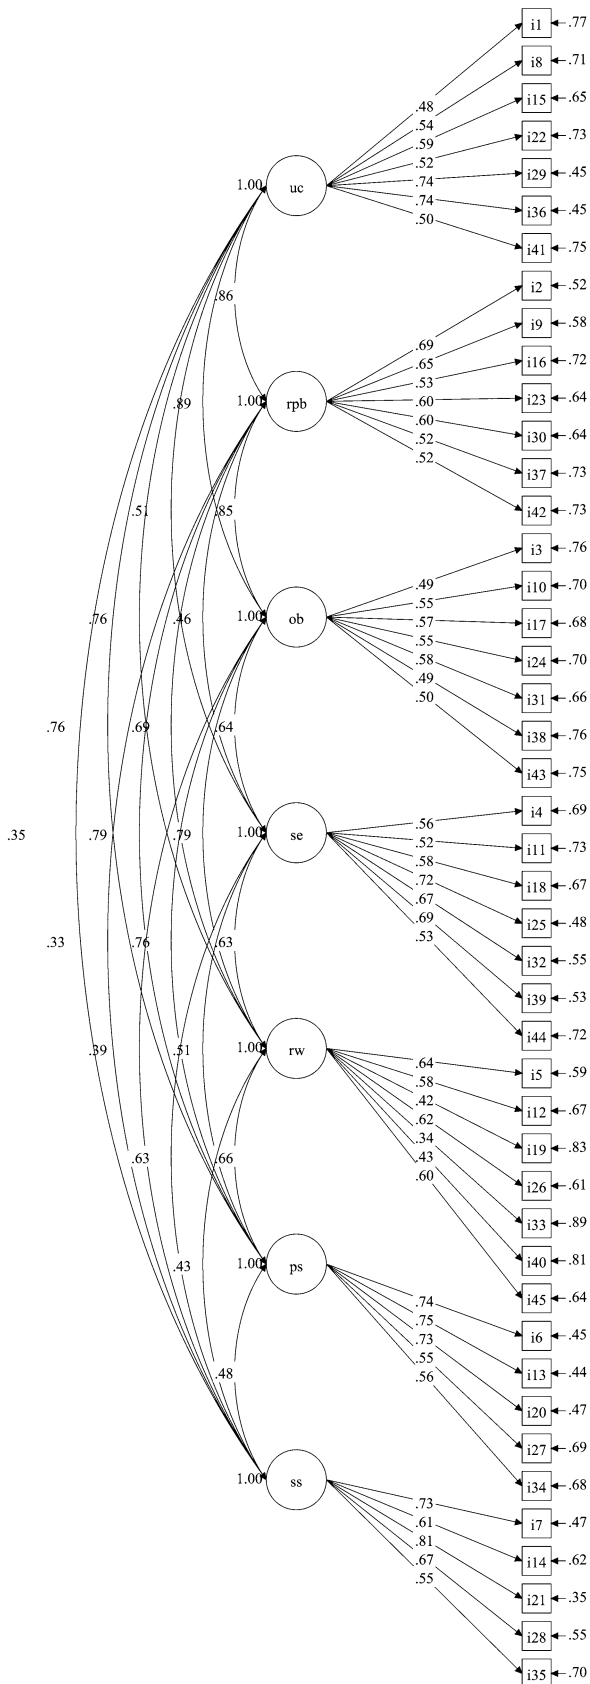 i1 .77
i8 .71
i15 .65
.48
.54
i22 .73
.59
.52
i29 .45
.74
1.00 uc
.74
i36 .45
.50
i41 .75
i2 .52
.86
i9 .58
.69
i16 .72
.65
.53
i23 .64
.89
1.00 rpb
.60
.60
i30 .64
.52
.52
i37 .73
.51
.85
i42 .73
i3 .76
.49
i10 .70
.55
.76
.46
1.00 ob
.57
i17 .68
.55
i24 .70
.58
.49
i31 .66
.50
.76
.69
.64
i38 .76
i43 .75
i4 .69
.56
.35
.79
.79
1.00 se
.52
i11 .73
.58
.72
i18 .67
.67
i25 .48
.69
.53
.33
.76
.63
i32 .55
i39 .53
i44 .72
.39
.51
1.00 rw
.64
i5 .59
.58
.42
i12 .67
.62
.34
i19 .83
.63
.66
.43
.60
i26 .61
i33 .89
.43
1.00 ps
i40 .81
i45 .64
.74
.75
i6 .45
.73
.55
i13 .44
.48
.56
i20 .47
i27 .69
1.00 ss
i34 .68
.73
.61
i7 .47
.81
i14 .62
.67
.55
i21 .35
i28 .55
i35 .70